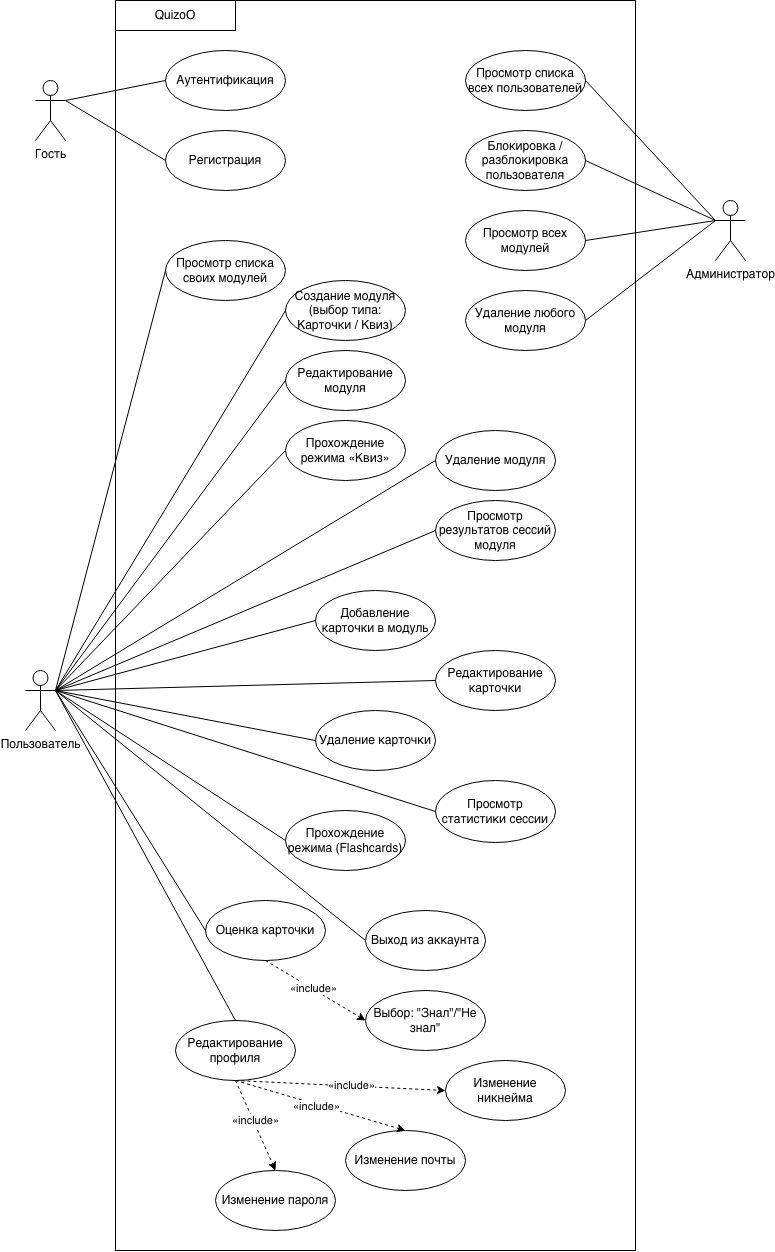 QuizoO
Аутентификация
Просмотр списка
всех пользователей
Гость
Регистрация
Блокировка /
разблокировка
пользователя
Просмотр списка
своих модулей
Просмотр всех
модулей
Администратор
Создание модуля
(выбор типа:
Карточки / Квиз)
Удаление любого
модуля
Редактирование
модуля
Прохождение
режима «Квиз»
Удаление модуля
Просмотр
результатов сессий
модуля
Добавление
карточки в модуль
Редактирование
карточки
Пользователь
Удаление карточки
Просмотр
статистики сессии
Прохождение
режима (Flashcards)
Оценка карточки
Выход из аккаунта
«include»
Выбор: "Знал"/"Не
знал"
Редактирование
профиля
«include»
Изменение
никнейма
«include»
«include»
Изменение почты
Изменение пароля